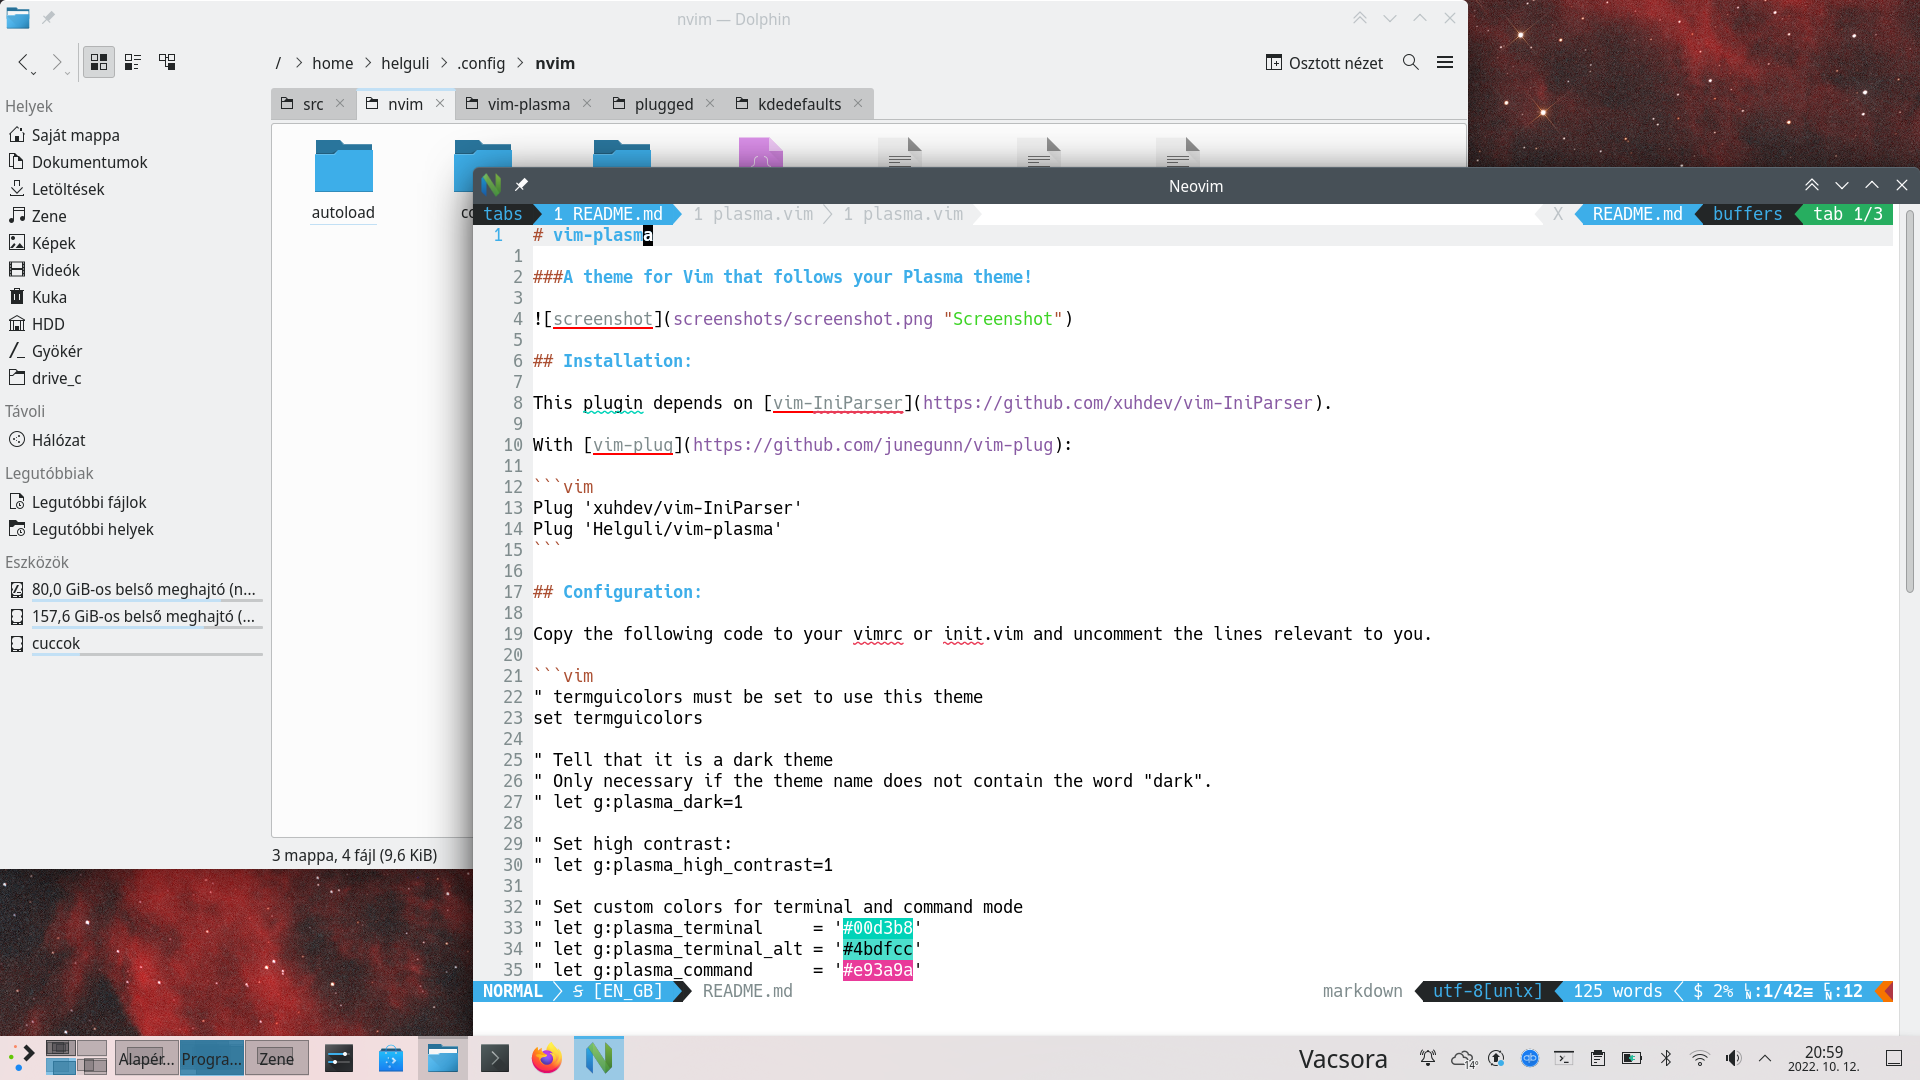 nvim — Dolphin
/ > home > helguli > .config > nvim
Osztott nézet
src nvim vim-plasma plugged kdedefaults
Helyek
Saját mappa
Dokumentumok
Letöltések
Zene
Képek
Videók
Kuka
HDD
Gyökér
drive_c
Távoli
Hálózat
Legutóbbiak
Legutóbbi fájlok
Legutóbbi helyek
Eszközök
80,0 GiB-os belső meghajtó (n...
157,6 GiB-os belső meghajtó (...
cuccok
autoload
3 mappa, 4 fájl (9,6 KiB)
Neovim
tabs 1 README.md 1 plasma.vim 1 plasma.vim X README.md buffers tab 1/3
1 # vim-plasma
1
2 ###A theme for Vim that follows your Plasma theme!
3
4 ![screenshot](screenshots/screenshot.png "Screenshot")
5
6 ## Installation:
7
8 This plugin depends on [vim-IniParser](https://github.com/xuhdev/vim-IniParser).
9
10 With [vim-plug](https://github.com/junegunn/vim-plug):
11
12 ```vim
13 Plug 'xuhdev/vim-IniParser'
14 Plug 'Helguli/vim-plasma'
15 ```
16
17 ## Configuration:
18
19 Copy the following code to your vimrc or init.vim and uncomment the lines relevant to you.
20
21 ```vim
22 " termguicolors must be set to use this theme
23 set termguicolors
24
25 " Tell that it is a dark theme
26 " Only necessary if the theme name does not contain the word "dark".
27 " let g:plasma_dark=1
28
29 " Set high contrast:
30 " let g:plasma_high_contrast=1
31
32 " Set custom colors for terminal and command mode
33 " let g:plasma_terminal     = '#00d3b8'
34 " let g:plasma_terminal_alt = '#4bdfcc'
35 " let g:plasma_command      = '#e93a9a'
NORMAL S [EN_GB] README.md markdown utf-8[unix] 125 words $ 2% LN:1/42≡ CN:12
Alapér... Progra... Zene
Vacsora
14°
20:59
2022. 10. 12.